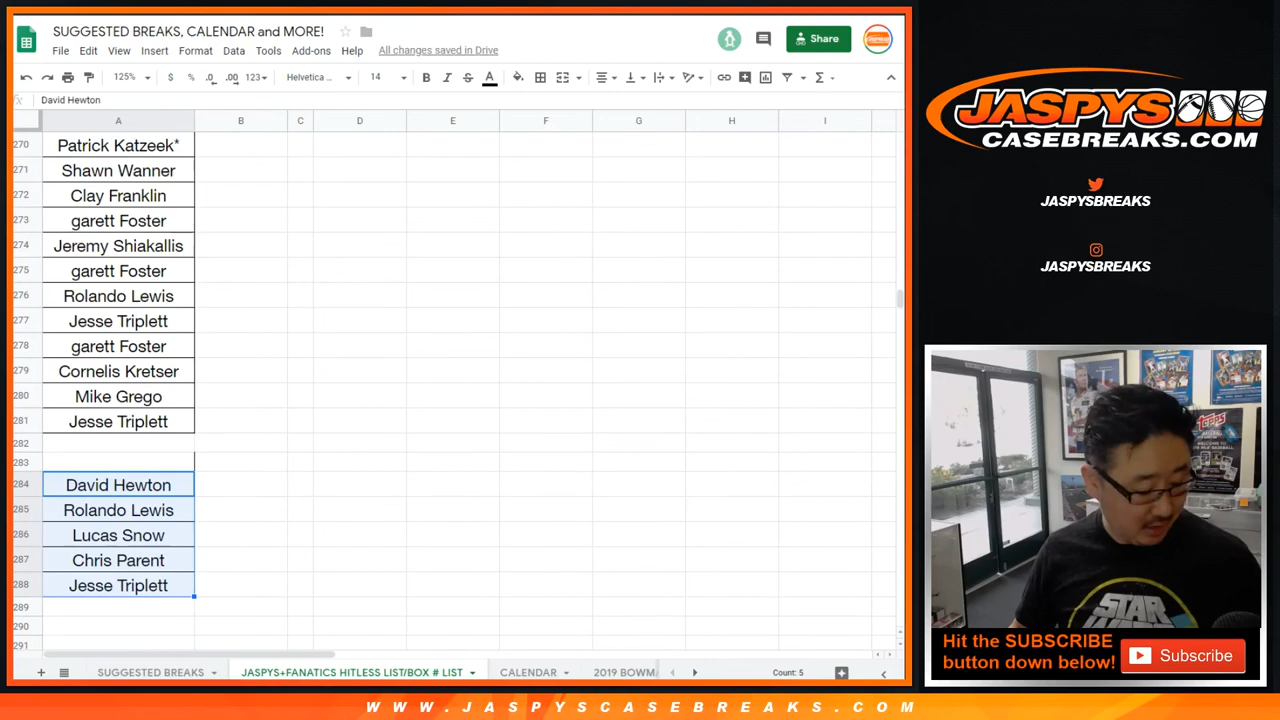 SUGGESTED BREAKS, CALENDAR and MORE!
File Edit View Insert Format Data Tools Add-ons Help All changes saved in Drive
Share
125% $ % .0 .00 123 Helvetica ... 14 B I S A
fx David Hewton
A B C D E F G H I
270 Patrick Katzeek*
271 Shawn Wanner
272 Clay Franklin
273 garett Foster
274 Jeremy Shiakallis
275 garett Foster
276 Rolando Lewis
277 Jesse Triplett
278 garett Foster
279 Cornelis Kretser
280 Mike Grego
281 Jesse Triplett
282
283
284 David Hewton
285 Rolando Lewis
286 Lucas Snow
287 Chris Parent
288 Jesse Triplett
289
290
291
SUGGESTED BREAKS JASPYS+FANATICS HITLESS LIST/BOX # LIST CALENDAR 2019 BOWMA Count: 5
JASPYS
CASEBREAKS.COM
JASPYSBREAKS
JASPYSBREAKS
Topps
STAR
Hit the SUBSCRIBE
button down below!
Subscribe
WWW.JASPYSCASEBREAKS.COM